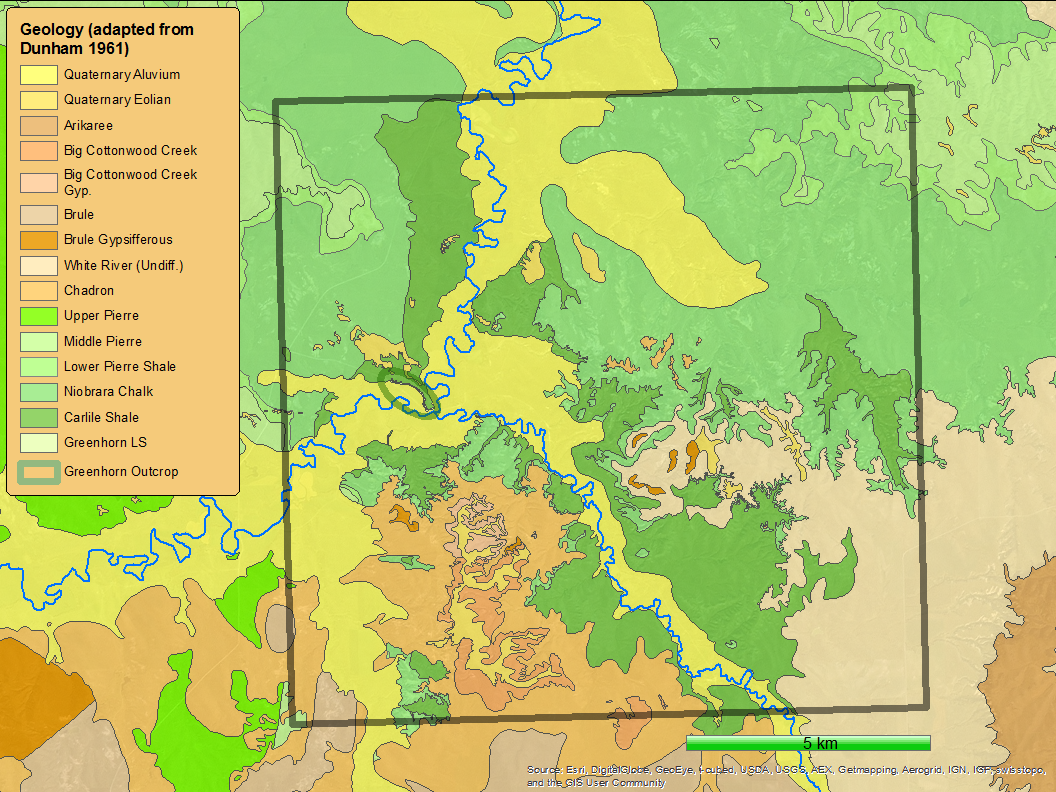 Geology (adapted from
Dunham 1961)
Quaternary Aluvium
Quaternary Eolian
Arikaree
Big Cottonwood Creek
Big Cottonwood Creek
Gyp.
Brule
Brule Gypsifferous
White River (Undiff.)
Chadron
Upper Pierre
Middle Pierre
Lower Pierre Shale
Niobrara Chalk
Carlile Shale
Greenhorn LS
Greenhorn Outcrop
5 km
Source: Esri, DigitalGlobe, GeoEye, i-cubed, USDA, USGS, AEX, Getmapping, Aerogrid, IGN, IGP, swisstopo,
and the GIS User Community